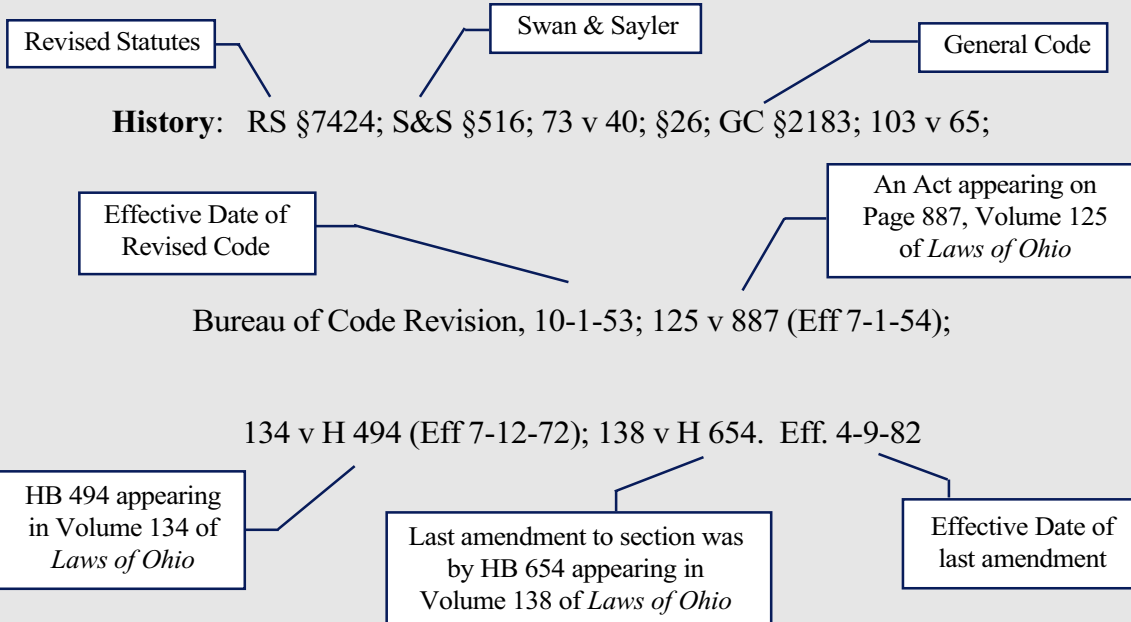 Revised Statutes
Swan & Sayler
General Code
History: RS §7424; S&S §516; 73 v 40; §26; GC §2183; 103 v 65;
Effective Date of
Revised Code
An Act appearing on
Page 887, Volume 125
of Laws of Ohio
Bureau of Code Revision, 10-1-53; 125 v 887 (Eff 7-1-54);
134 v H 494 (Eff 7-12-72); 138 v H 654. Eff. 4-9-82
HB 494 appearing
in Volume 134 of
Laws of Ohio
Last amendment to section was
by HB 654 appearing in
Volume 138 of Laws of Ohio
Effective Date of
last amendment